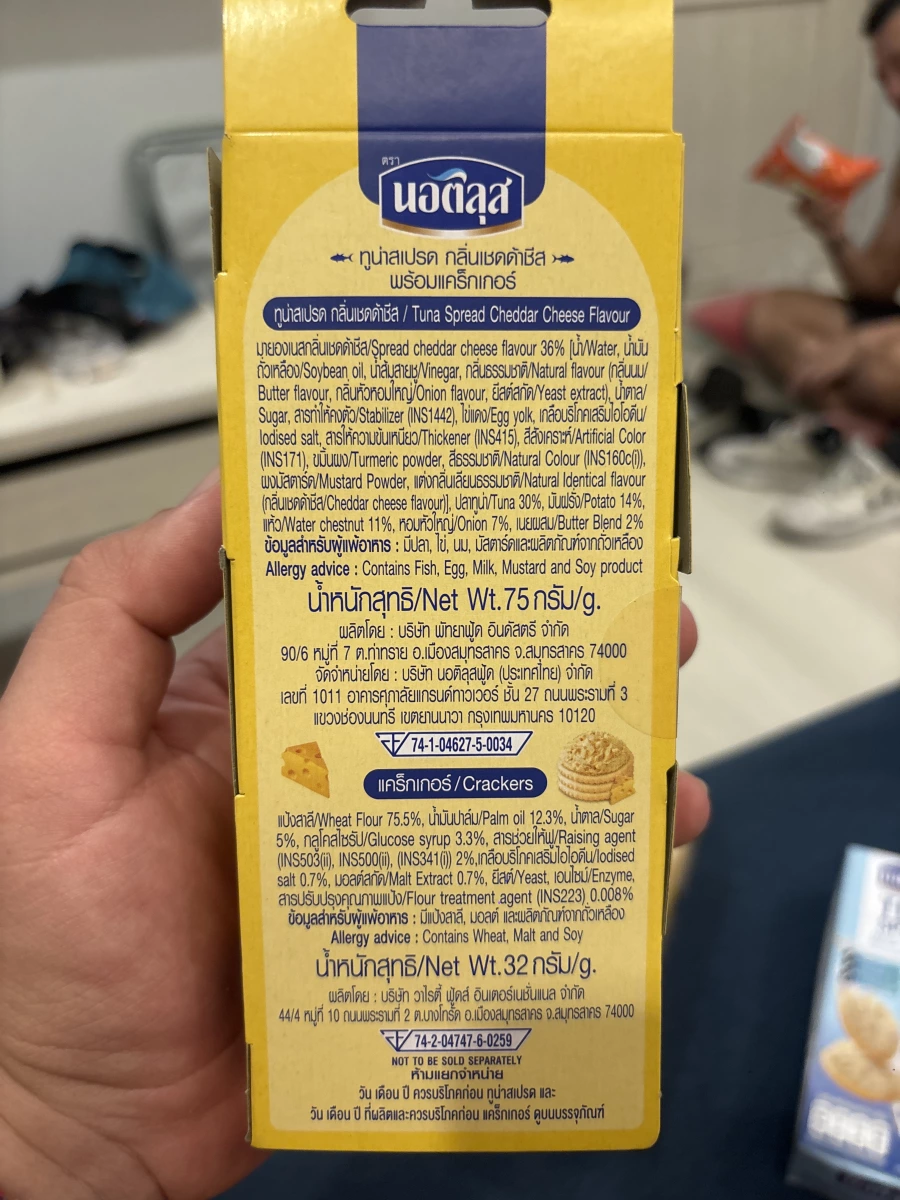 ตรา
นอติลุส
ทูน่าสเปรด กลิ่นเชดด้าชีส
พร้อมแคร็กเกอร์
ทูน่าสเปรด กลิ่นเชดด้าชีส / Tuna Spread Cheddar Cheese Flavour
มายองเนสกลิ่นเชดด้าชีส/Spread cheddar cheese flavour 36% [น้ำ/Water, น้ำมัน
ถั่วเหลือง/Soybean oil, น้ำส้มสายชู/Vinegar, กลิ่นธรรมชาติ/Natural flavour (กลิ่นนม/
Butter flavour, กลิ่นหัวหอมใหญ่/Onion flavour, ยีสต์สกัด/Yeast extract), น้ำตาล/
Sugar, สารทำให้คงตัว/Stabilizer (INS1442), ไข่แดง/Egg yolk, เกลือบริโภคเสริมไอโอดีน/
Iodised salt, สารให้ความข้นเหนียว/Thickener (INS415), สีสังเคราะห์/Artificial Color
(INS171), ขมิ้นผง/Turmeric powder, สีธรรมชาติ/Natural Colour (INS160c(i)),
ผงมัสตาร์ด/Mustard Powder, แต่งกลิ่นเลียนธรรมชาติ/Natural Identical flavour
(กลิ่นเชดด้าชีส/Cheddar cheese flavour)], ปลาทูน่า/Tuna 30%, มันฝรั่ง/Potato 14%,
แห้ว/Water chestnut 11%, หอมหัวใหญ่/Onion 7%, เนยผสม/Butter Blend 2%
ข้อมูลสำหรับผู้แพ้อาหาร : มีปลา, ไข่, นม, มัสตาร์ดและผลิตภัณฑ์จากถั่วเหลือง
Allergy advice : Contains Fish, Egg, Milk, Mustard and Soy product
น้ำหนักสุทธิ/Net Wt.75 กรัม/g.
ผลิตโดย : บริษัท พัทยาฟู้ด อินดัสตรี จำกัด
90/6 หมู่ที่ 7 ต.ท่าทราย อ.เมืองสมุทรสาคร จ.สมุทรสาคร 74000
จัดจำหน่ายโดย : บริษัท นอติลุสฟู้ด (ประเทศไทย) จำกัด
เลขที่ 1011 อาคารศุภาลัยแกรนด์ทาวเวอร์ ชั้น 27 ถนนพระรามที่ 3
แขวงช่องนนทรี เขตยานนาวา กรุงเทพมหานคร 10120
74-1-04627-5-0034
แคร็กเกอร์/Crackers
แป้งสาลี/Wheat Flour 75.5%, น้ำมันปาล์ม/Palm oil 12.3%, น้ำตาล/Sugar
5%, กลูโคสไซรัป/Glucose syrup 3.3%, สารช่วยให้ฟู/Raising agent
(INS503(ii), INS500(ii), (INS341(i)) 2%,เกลือบริโภคเสริมไอโอดีน/Iodised
salt 0.7%, มอลต์สกัด/Malt Extract 0.7%, ยีสต์/Yeast, เอนไซม์/Enzyme,
สารปรับปรุงคุณภาพแป้ง/Flour treatment agent (INS223) 0.008%
ข้อมูลสำหรับผู้แพ้อาหาร : มีแป้งสาลี, มอลต์ และผลิตภัณฑ์จากถั่วเหลือง
Allergy advice : Contains Wheat, Malt and Soy
น้ำหนักสุทธิ/Net Wt.32 กรัม/g.
ผลิตโดย : บริษัท วาไรตี้ ฟู้ดส์ อินเตอร์เนชั่นแนล จำกัด
44/4 หมู่ที่ 10 ถนนพระรามที่ 2 ต.บางโทรัด อ.เมืองสมุทรสาคร จ.สมุทรสาคร 74000
74-2-04747-6-0259
NOT TO BE SOLD SEPARATELY
ห้ามแยกจำหน่าย
วัน เดือน ปี ควรบริโภคก่อน ทูน่าสเปรด และ
วัน เดือน ปี ที่ผลิตและควรบริโภคก่อน แคร็กเกอร์ ดูบนบรรจุภัณฑ์